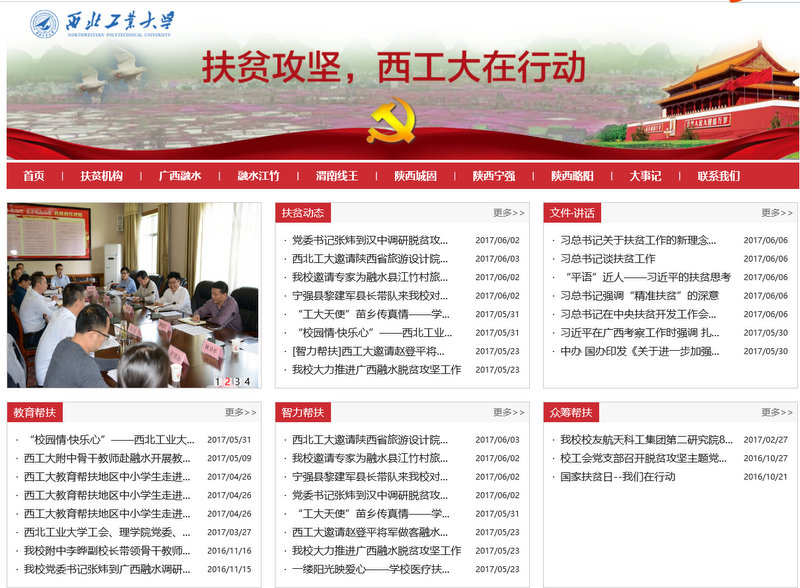 西北工业大学
NORTHWESTERN POLYTECHNICAL UNIVERSITY
扶贫攻坚，西工大在行动
首页 | 扶贫机构 | 广西融水 | 融水江竹 | 渭南线王 | 陕西城固 | 陕西宁强 | 陕西略阳 | 大事记 | 联系我们
1 2 3 4
扶贫动态 更多>>
· 党委书记张炜到汉中调研脱贫攻... 2017/06/02
· 西北工大邀请陕西省旅游设计院... 2017/06/03
· 我校邀请专家为融水县江竹村旅... 2017/06/02
· 宁强县黎建军县长带队来我校对... 2017/06/02
· “工大天使”苗乡传真情——学... 2017/05/31
· “校园情·快乐心”——西北工业... 2017/05/31
· [智力帮扶]西工大邀请赵登平将... 2017/05/23
· 我校大力推进广西融水脱贫攻坚工作 2017/05/23
文件·讲话 更多>>
· 习总书记关于扶贫工作的新理念... 2017/06/06
· 习总书记谈扶贫工作 2017/06/06
· “平语”近人——习近平的扶贫思考 2017/06/06
· 习总书记强调“精准扶贫”的深意 2017/06/06
· 习总书记在中央扶贫开发工作会... 2017/06/06
· 习近平在广西考察工作时强调 扎... 2017/05/30
· 中办 国办印发《关于进一步加强... 2017/05/30
教育帮扶 更多>>
· “校园情·快乐心”——西北工业大... 2017/05/31
· 西工大附中骨干教师赴融水开展教... 2017/05/09
· 西工大教育帮扶地区中小学生走进... 2017/04/26
· 西工大教育帮扶地区中小学生走进... 2017/04/26
· 西工大教育帮扶地区中小学生走进... 2017/04/26
· 西北工业大学工会、理学院党委、... 2017/03/27
· 我校附中李晔副校长带领骨干教师... 2016/11/16
· 我校党委书记张炜到广西融水调研... 2016/11/15
智力帮扶 更多>>
· 西北工大邀请陕西省旅游设计院... 2017/06/03
· 我校邀请专家为融水县江竹村旅... 2017/06/02
· 宁强县黎建军县长带队来我校对... 2017/06/02
· 党委书记张炜到汉中调研脱贫攻... 2017/06/02
· “工大天使”苗乡传真情——学... 2017/05/31
· 西工大邀请赵登平将军做客融水... 2017/05/23
· 我校大力推进广西融水脱贫攻坚工作 2017/05/23
· 一缕阳光映爱心——学校医疗扶... 2017/05/23
众筹帮扶 更多>>
· 我校校友航天科工集团第二研究院8... 2017/02/27
· 校工会党支部召开脱贫攻坚主题党... 2016/10/27
· 国家扶贫日--我们在行动 2016/10/21